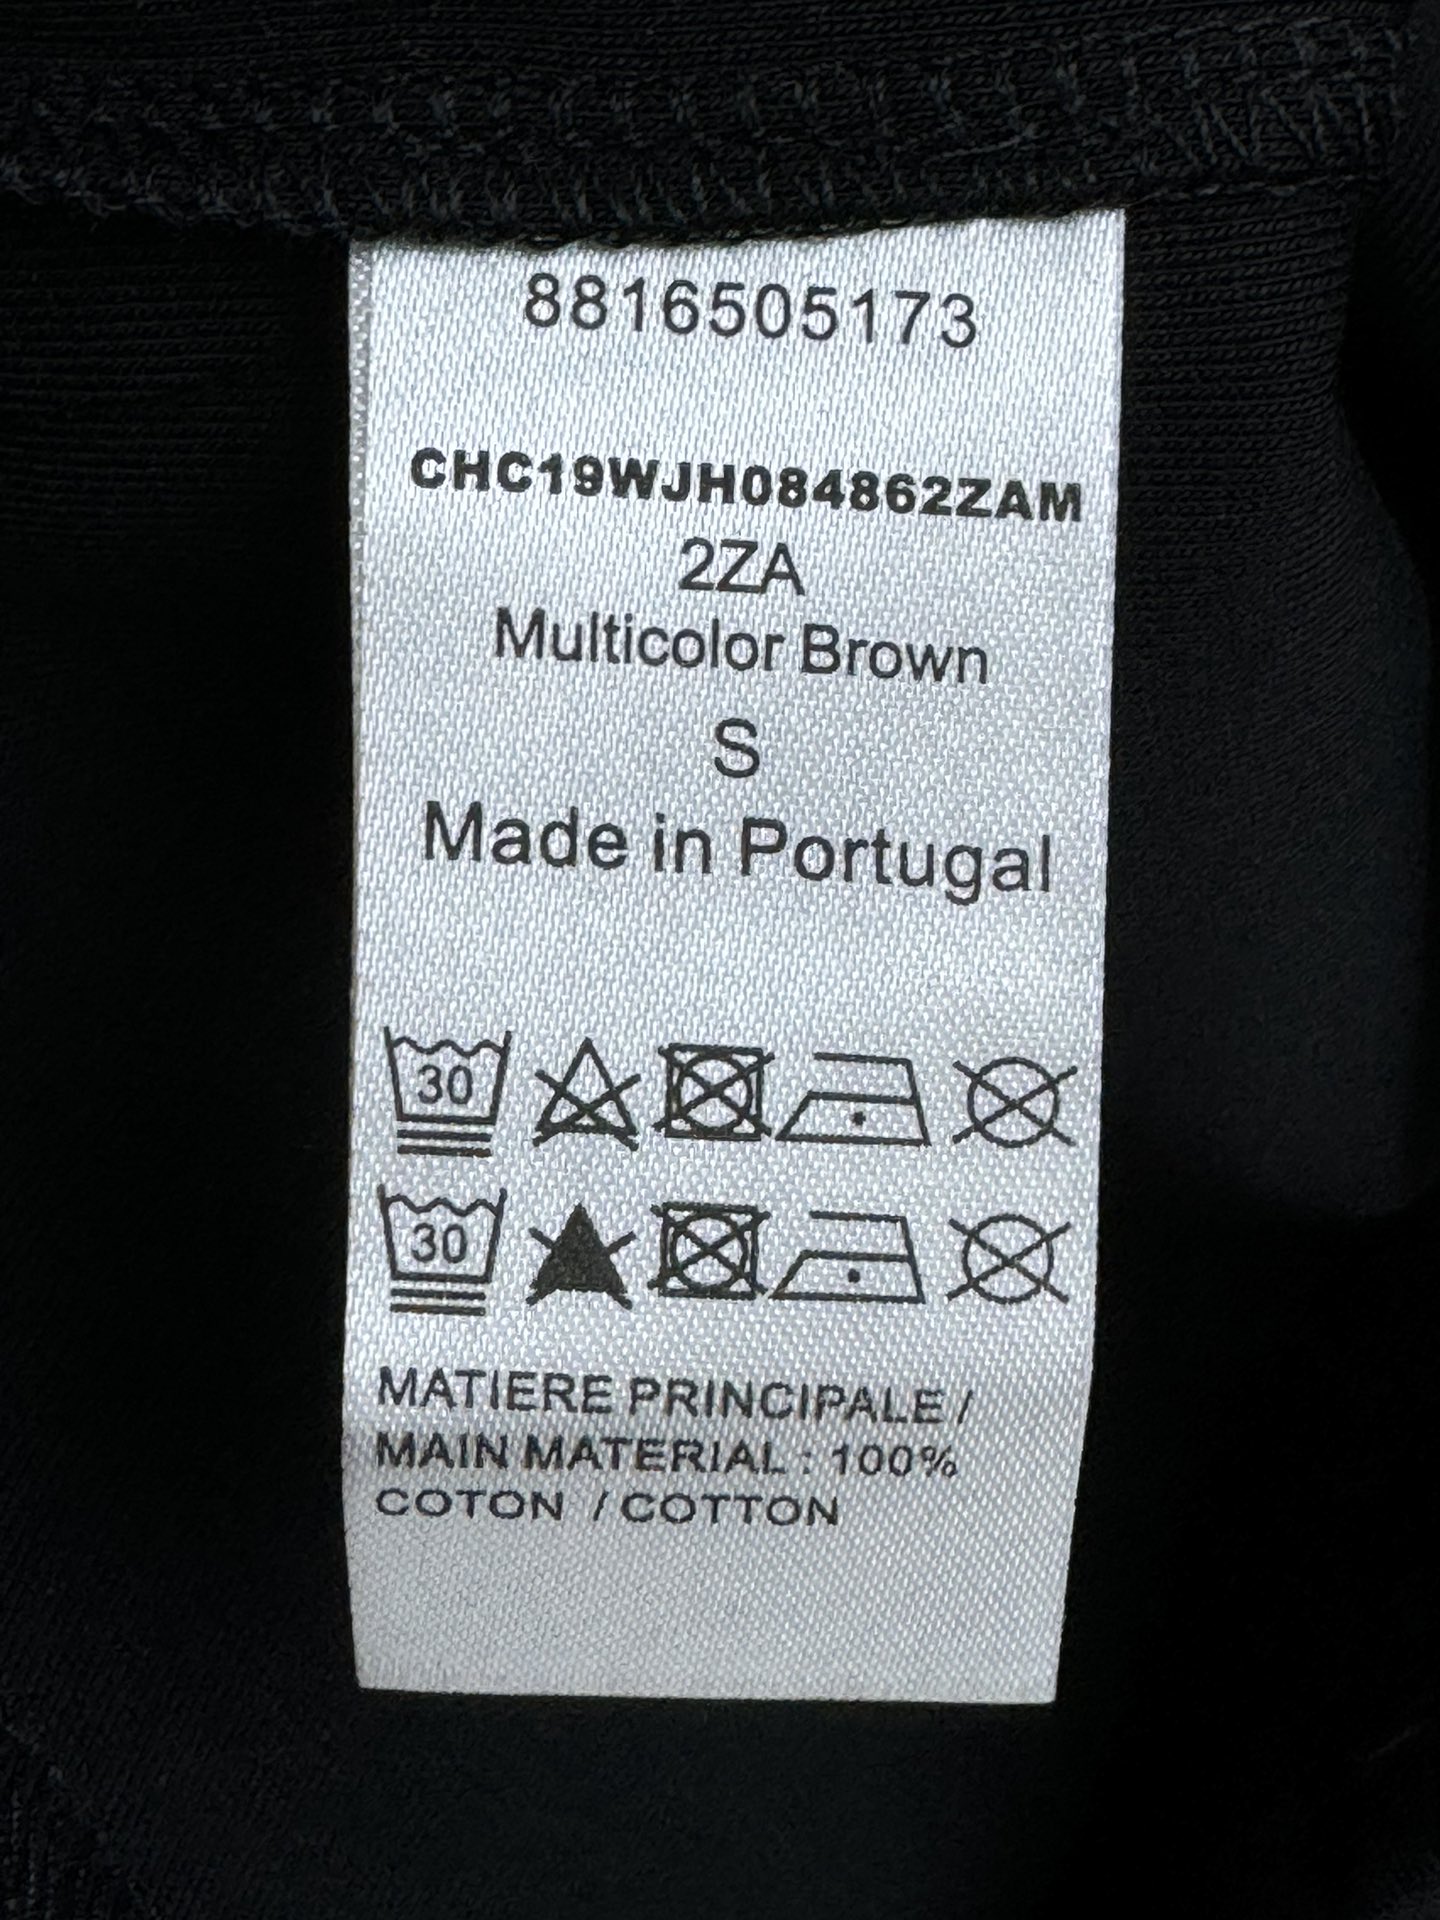 8816505173
CHC19WJH084862ZAM
2ZA
Multicolor Brown
S
Made in Portugal
30
30
MATIERE PRINCIPALE /
MAIN MATERIAL : 100%
COTON / COTTON